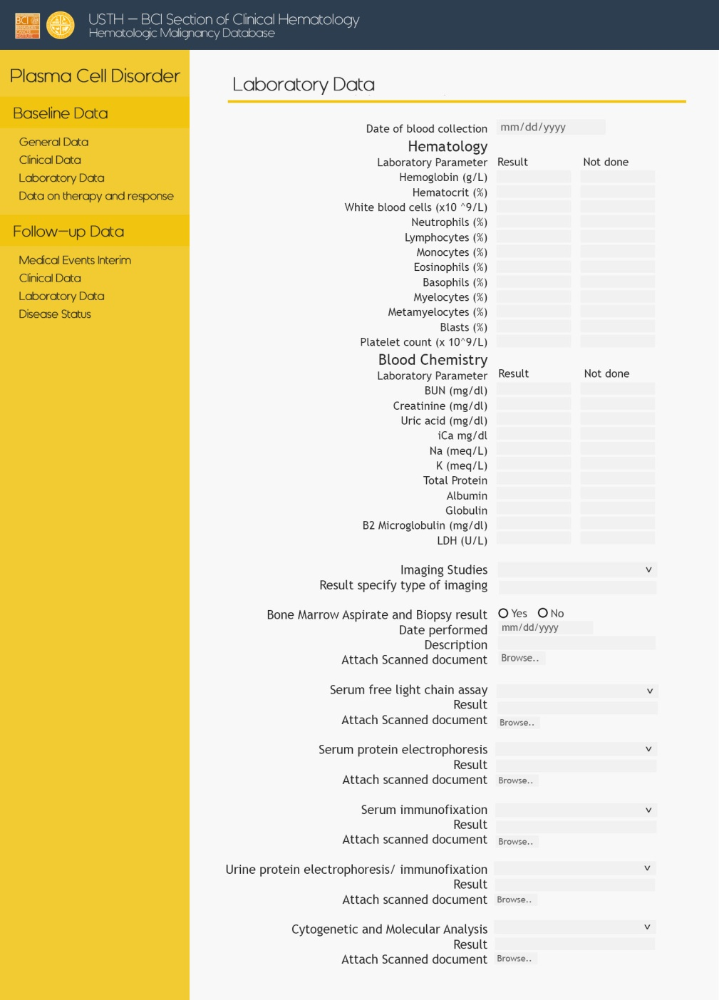 BCI
USTH — BCI Section of Clinical Hematology
Hematologic Malignancy Database
Plasma Cell Disorder
Baseline Data
General Data
Clinical Data
Laboratory Data
Data on therapy and response
Follow—up Data
Medical Events Interim
Clinical Data
Laboratory Data
Disease Status
Laboratory Data
Date of blood collection mm/dd/yyyy
Hematology
Laboratory Parameter Result Not done
Hemoglobin (g/L)
Hematocrit (%)
White blood cells (x10 ^9/L)
Neutrophils (%)
Lymphocytes (%)
Monocytes (%)
Eosinophils (%)
Basophils (%)
Myelocytes (%)
Metamyelocytes (%)
Blasts (%)
Platelet count (x 10^9/L)
Blood Chemistry
Laboratory Parameter Result Not done
BUN (mg/dl)
Creatinine (mg/dl)
Uric acid (mg/dl)
iCa mg/dl
Na (meq/L)
K (meq/L)
Total Protein
Albumin
Globulin
B2 Microglobulin (mg/dl)
LDH (U/L)
Imaging Studies v
Result specify type of imaging
Bone Marrow Aspirate and Biopsy result Yes No
Date performed mm/dd/yyyy
Description
Attach Scanned document Browse..
Serum free light chain assay v
Result
Attach Scanned document Browse..
Serum protein electrophoresis v
Result
Attach scanned document Browse..
Serum immunofixation v
Result
Attach scanned document Browse..
Urine protein electrophoresis/ immunofixation v
Result
Attach scanned document Browse..
Cytogenetic and Molecular Analysis v
Result
Attach Scanned document Browse..